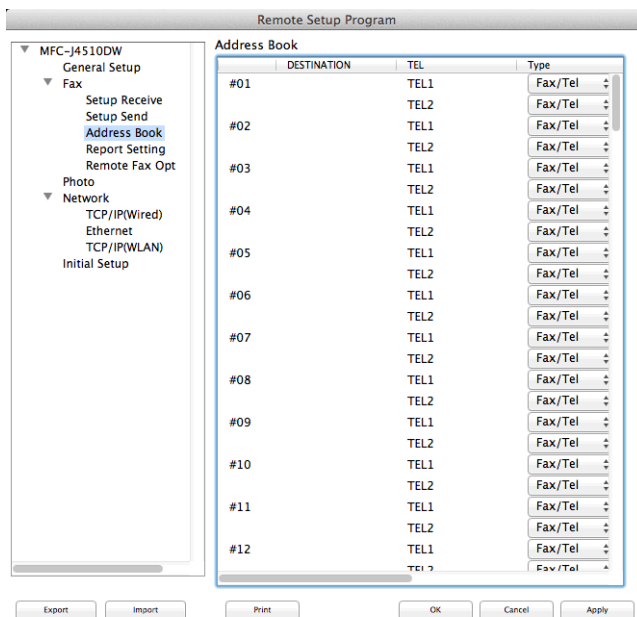 Remote Setup Program
MFC-J4510DW
General Setup
Fax
Setup Receive
Setup Send
Address Book
Report Setting
Remote Fax Opt
Photo
Network
TCP/IP(Wired)
Ethernet
TCP/IP(WLAN)
Initial Setup
Address Book
DESTINATION TEL Type
#01 TEL1 Fax/Tel
TEL2 Fax/Tel
#02 TEL1 Fax/Tel
TEL2 Fax/Tel
#03 TEL1 Fax/Tel
TEL2 Fax/Tel
#04 TEL1 Fax/Tel
TEL2 Fax/Tel
#05 TEL1 Fax/Tel
TEL2 Fax/Tel
#06 TEL1 Fax/Tel
TEL2 Fax/Tel
#07 TEL1 Fax/Tel
TEL2 Fax/Tel
#08 TEL1 Fax/Tel
TEL2 Fax/Tel
#09 TEL1 Fax/Tel
TEL2 Fax/Tel
#10 TEL1 Fax/Tel
TEL2 Fax/Tel
#11 TEL1 Fax/Tel
TEL2 Fax/Tel
#12 TEL1 Fax/Tel
TEL2 Fax/Tel
Export Import Print OK Cancel Apply